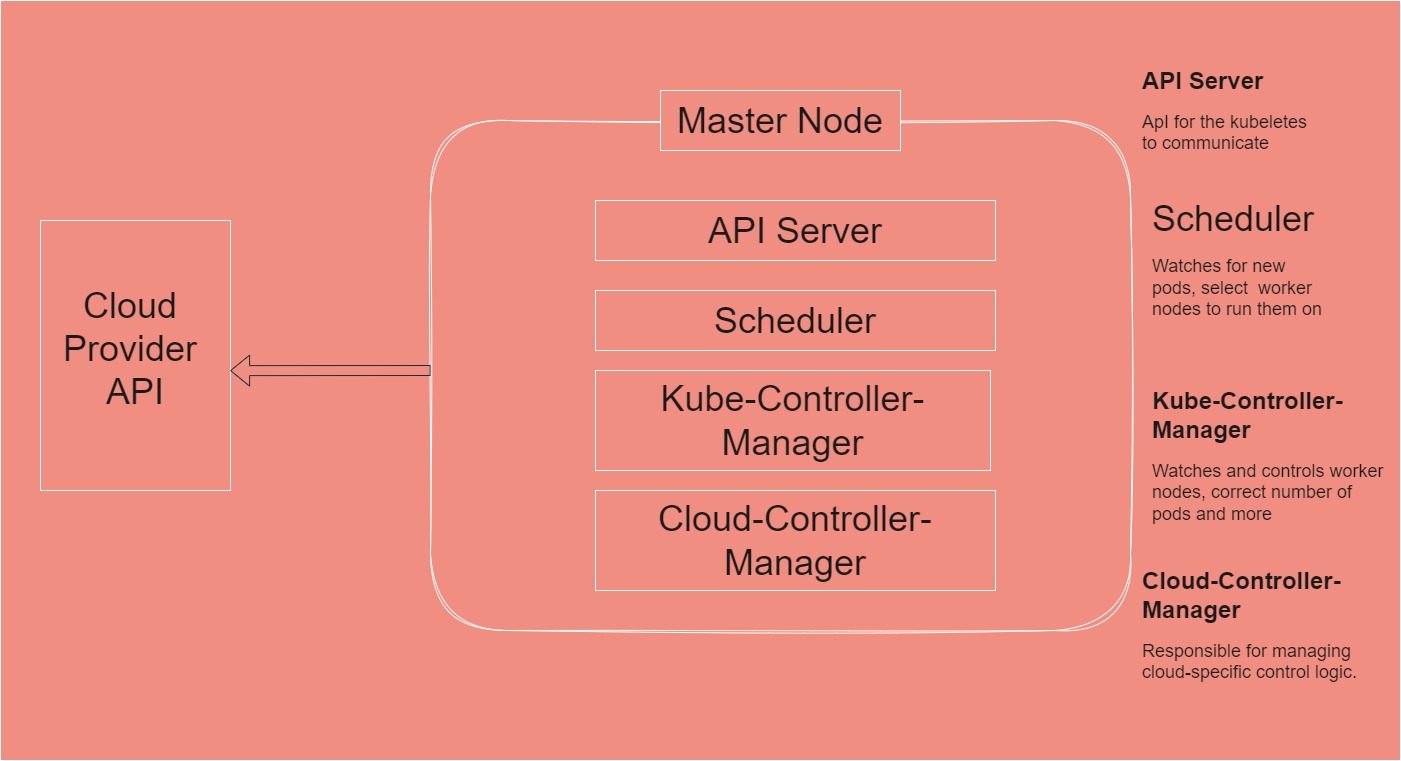 Cloud
Provider
API
Master Node
API Server
Scheduler
Kube-Controller-
Manager
Cloud-Controller-
Manager
API Server
ApI for the kubeletes
to communicate
Scheduler
Watches for new
pods, select  worker
nodes to run them on
Kube-Controller-
Manager
Watches and controls worker
nodes, correct number of
pods and more
Cloud-Controller-
Manager
Responsible for managing
cloud-specific control logic.